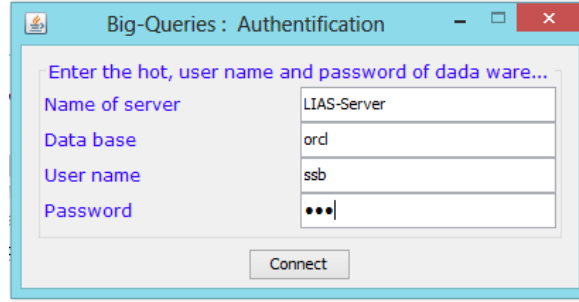 Big-Queries : Authentification
Enter the hot, user name and password of dada ware...
Name of server LIAS-Server
Data base orcl
User name ssb
Password •••
Connect